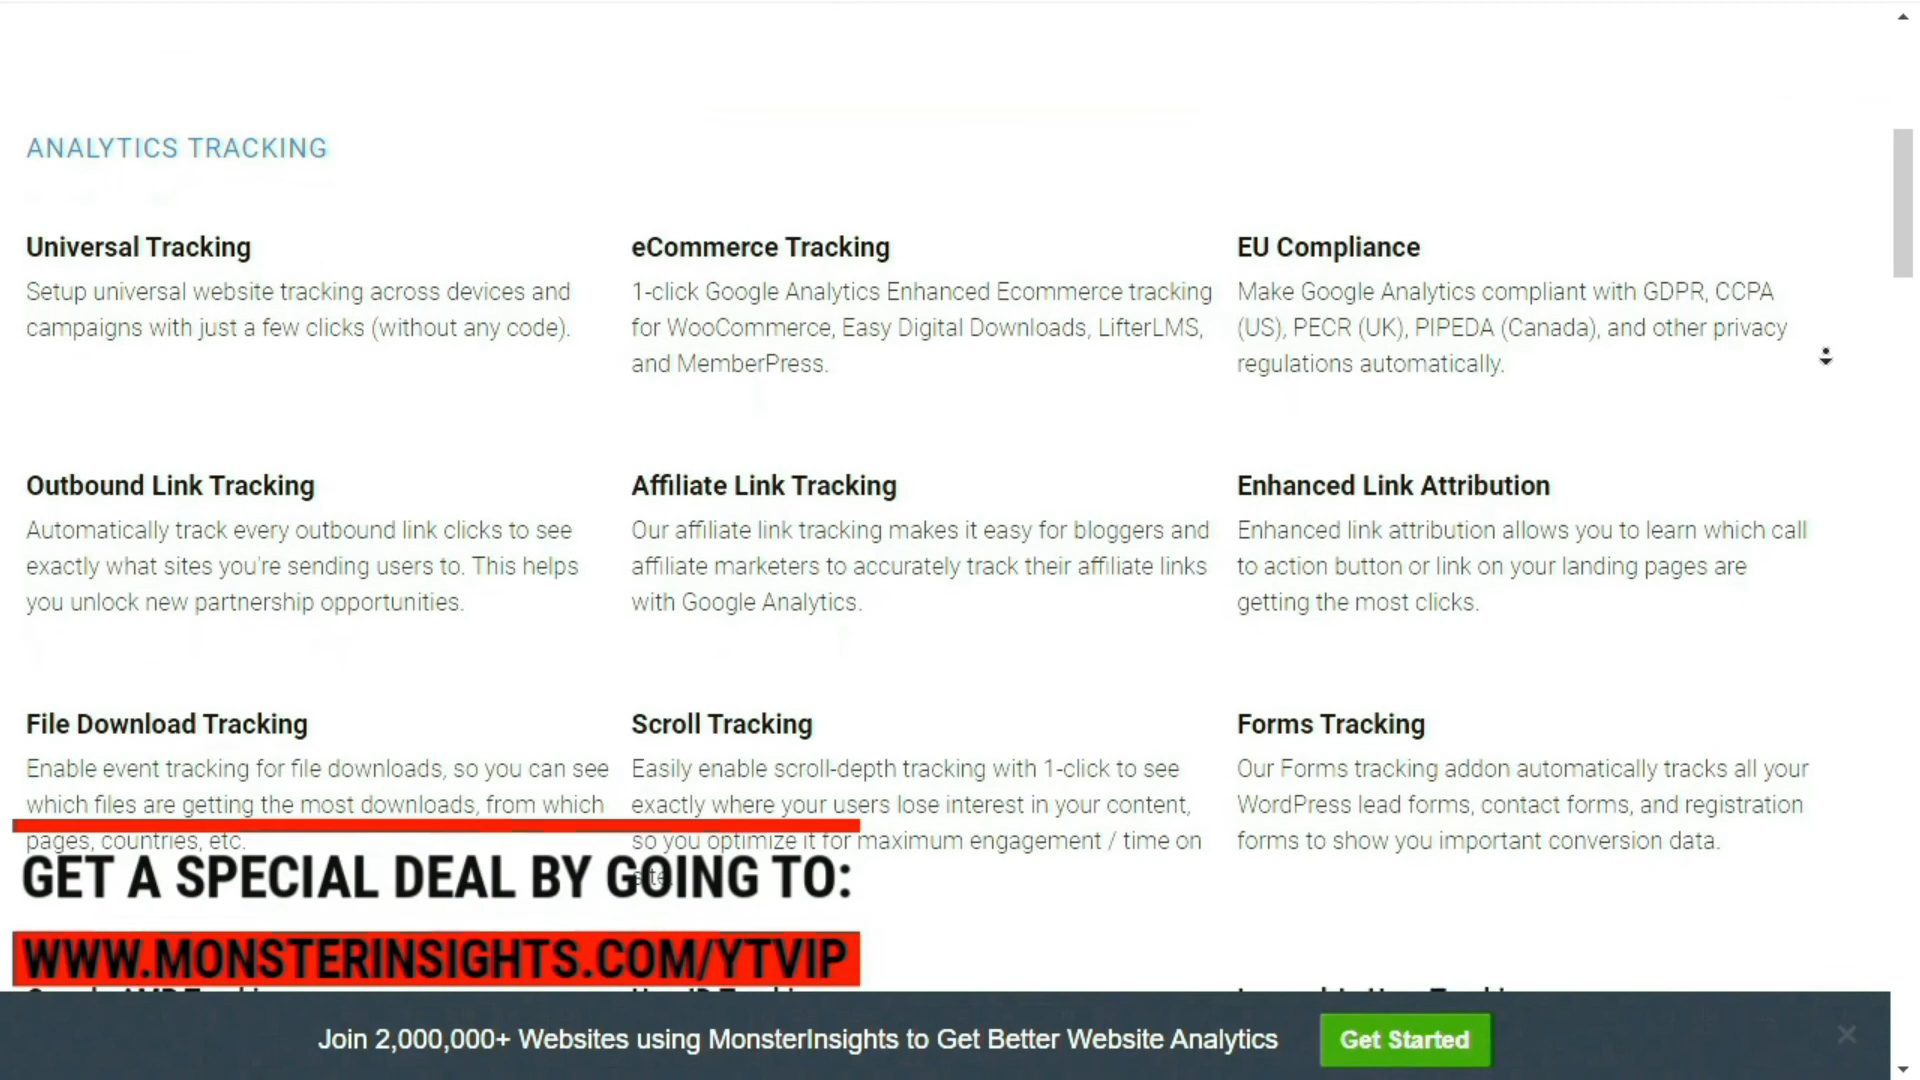 ANALYTICS TRACKING
Universal Tracking
Setup universal website tracking across devices and
campaigns with just a few clicks (without any code).
eCommerce Tracking
1-click Google Analytics Enhanced Ecommerce tracking
for WooCommerce, Easy Digital Downloads, LifterLMS,
and MemberPress.
EU Compliance
Make Google Analytics compliant with GDPR, CCPA
(US), PECR (UK), PIPEDA (Canada), and other privacy
regulations automatically.
Outbound Link Tracking
Automatically track every outbound link clicks to see
exactly what sites you're sending users to. This helps
you unlock new partnership opportunities.
Affiliate Link Tracking
Our affiliate link tracking makes it easy for bloggers and
affiliate marketers to accurately track their affiliate links
with Google Analytics.
Enhanced Link Attribution
Enhanced link attribution allows you to learn which call
to action button or link on your landing pages are
getting the most clicks.
File Download Tracking
Enable event tracking for file downloads, so you can see
which files are getting the most downloads, from which
pages, countries, etc.
Scroll Tracking
Easily enable scroll-depth tracking with 1-click to see
exactly where your users lose interest in your content,
so you optimize it for maximum engagement / time on
Forms Tracking
Our Forms tracking addon automatically tracks all your
WordPress lead forms, contact forms, and registration
forms to show you important conversion data.
GET A SPECIAL DEAL BY GOING TO:
WWW.MONSTERINSIGHTS.COM/YTVIP
Join 2,000,000+ Websites using MonsterInsights to Get Better Website Analytics
Get Started